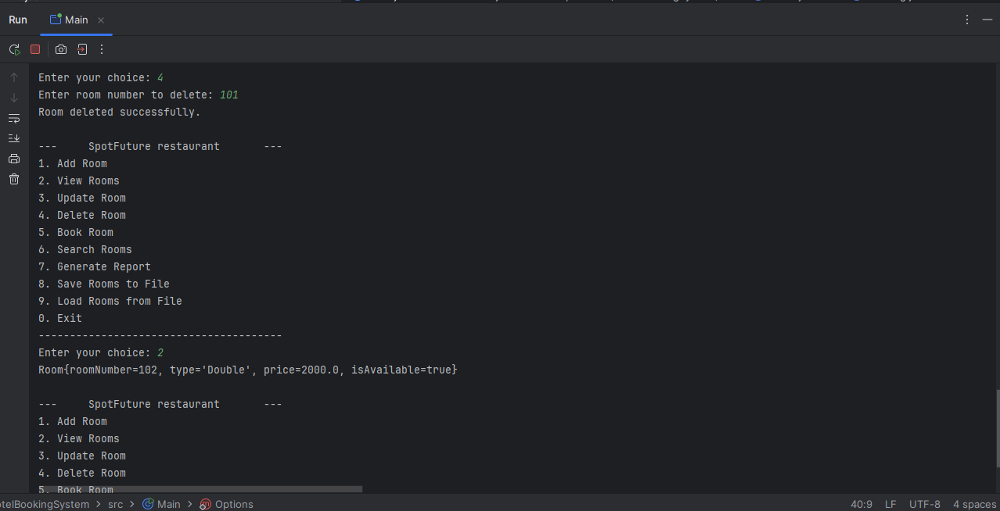 Run Main
Enter your choice: 4
Enter room number to delete: 101
Room deleted successfully.
--- SpotFuture restaurant ---
1. Add Room
2. View Rooms
3. Update Room
4. Delete Room
5. Book Room
6. Search Rooms
7. Generate Report
8. Save Rooms to File
9. Load Rooms from File
0. Exit
---------------------------------------
Enter your choice: 2
Room{roomNumber=102, type='Double', price=2000.0, isAvailable=true}
--- SpotFuture restaurant ---
1. Add Room
2. View Rooms
3. Update Room
4. Delete Room
5. Book Room
otelBookingSystem > src > Main > Options 40:9 LF UTF-8 4 spaces